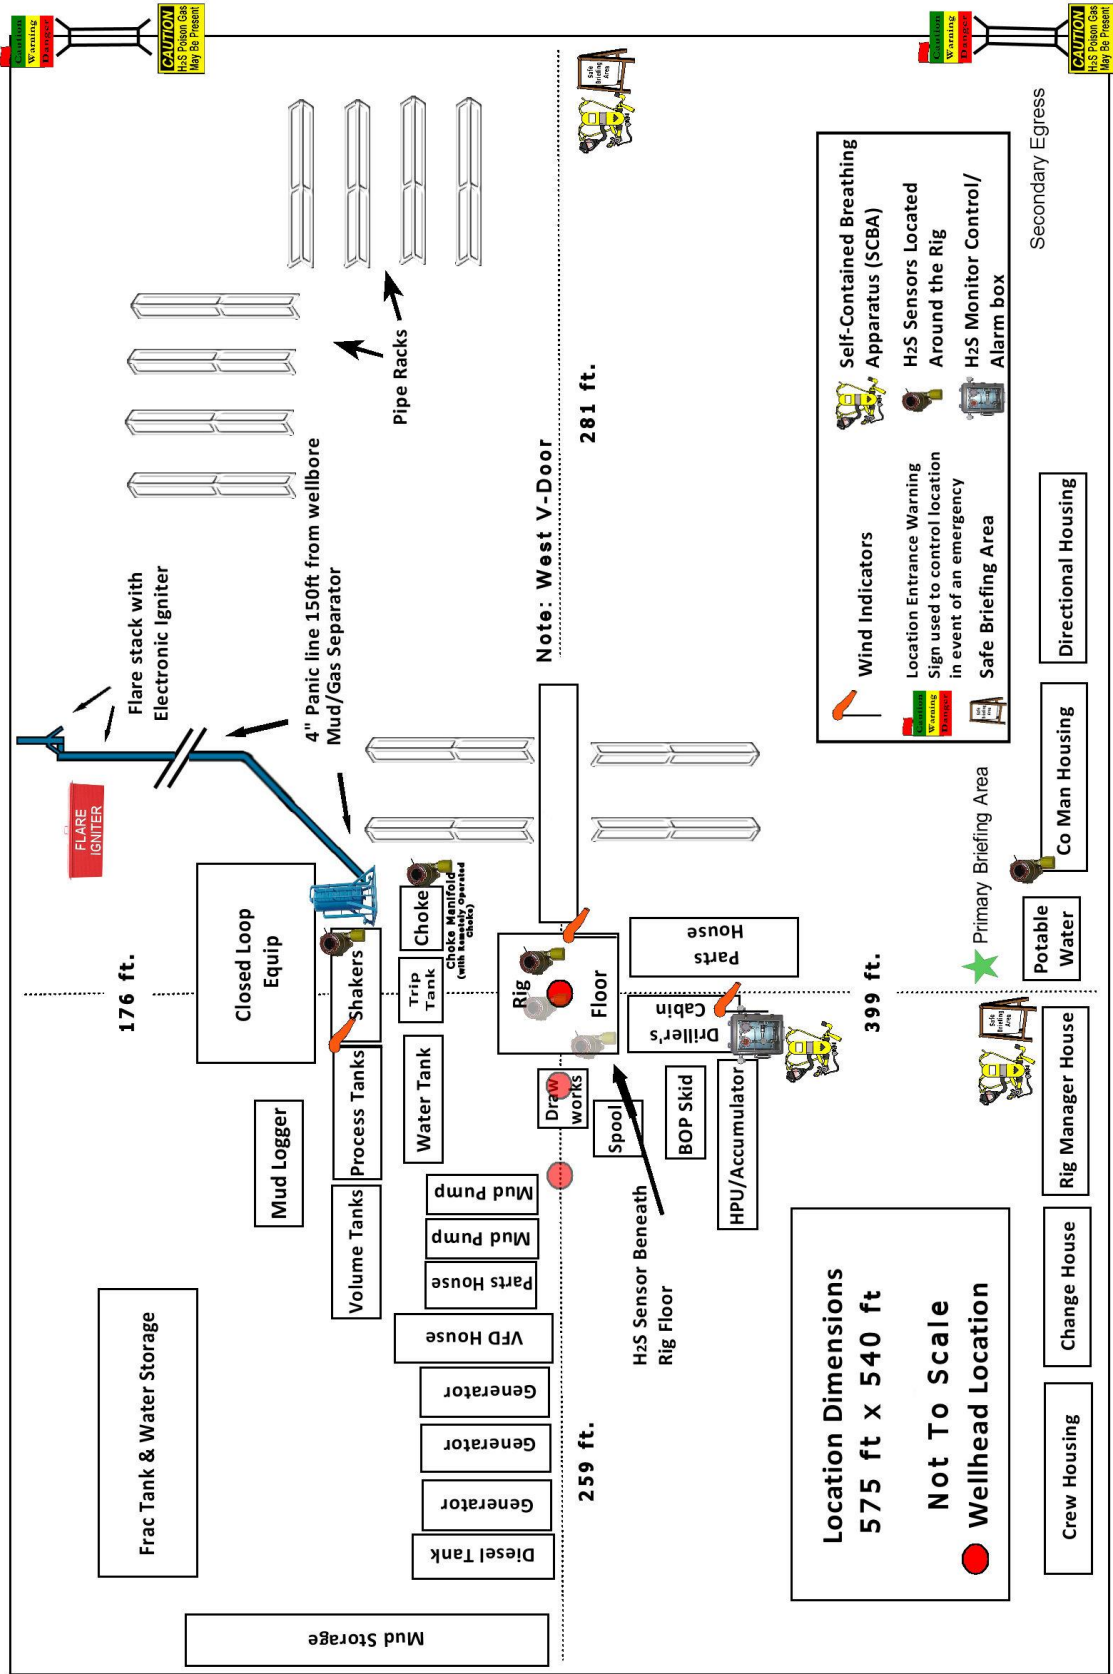 Caution
Warning
Danger
CAUTION
H2S Poison Gas
May Be Present
Caution
Warning
Danger
CAUTION
H2S Poison Gas
May Be Present
Frac Tank & Water Storage
Mud Storage
176 ft.
FLARE
IGNITER
Flare stack with
Electronic Igniter
4" Panic line 150ft from wellbore
Mud/Gas Separator
Pipe Racks
Closed Loop
Equip
Mud Logger
Volume Tanks
Process Tanks
Shakers
Water Tank
Trip
Tank
Choke
Choke Manifold
(with Remotely Operated
Choke)
Diesel Tank
Generator
Generator
Generator
VFD House
Parts House
Mud Pump
Mud Pump
Draw
works
Rig
Floor
Note: West V-Door
259 ft.
281 ft.
Safe
Briefing
Area
Spool
H2S Sensor Beneath
Rig Floor
BOP Skid
HPU/Accumulator
Driller's
Cabin
Parts
House
399 ft.
Location Dimensions
575 ft x 540 ft
Not To Scale
Wellhead Location
Wind Indicators
Caution
Warning
Danger
Location Entrance Warning
Sign used to control location
in event of an emergency
Safe
Briefing
Area
Safe Briefing Area
Self-Contained Breathing
Apparatus (SCBA)
H2S Sensors Located
Around the Rig
H2S Monitor Control/
Alarm box
Safe
Briefing
Area
Primary Briefing Area
Secondary Egress
Crew Housing
Change House
Rig Manager House
Potable
Water
Co Man Housing
Directional Housing